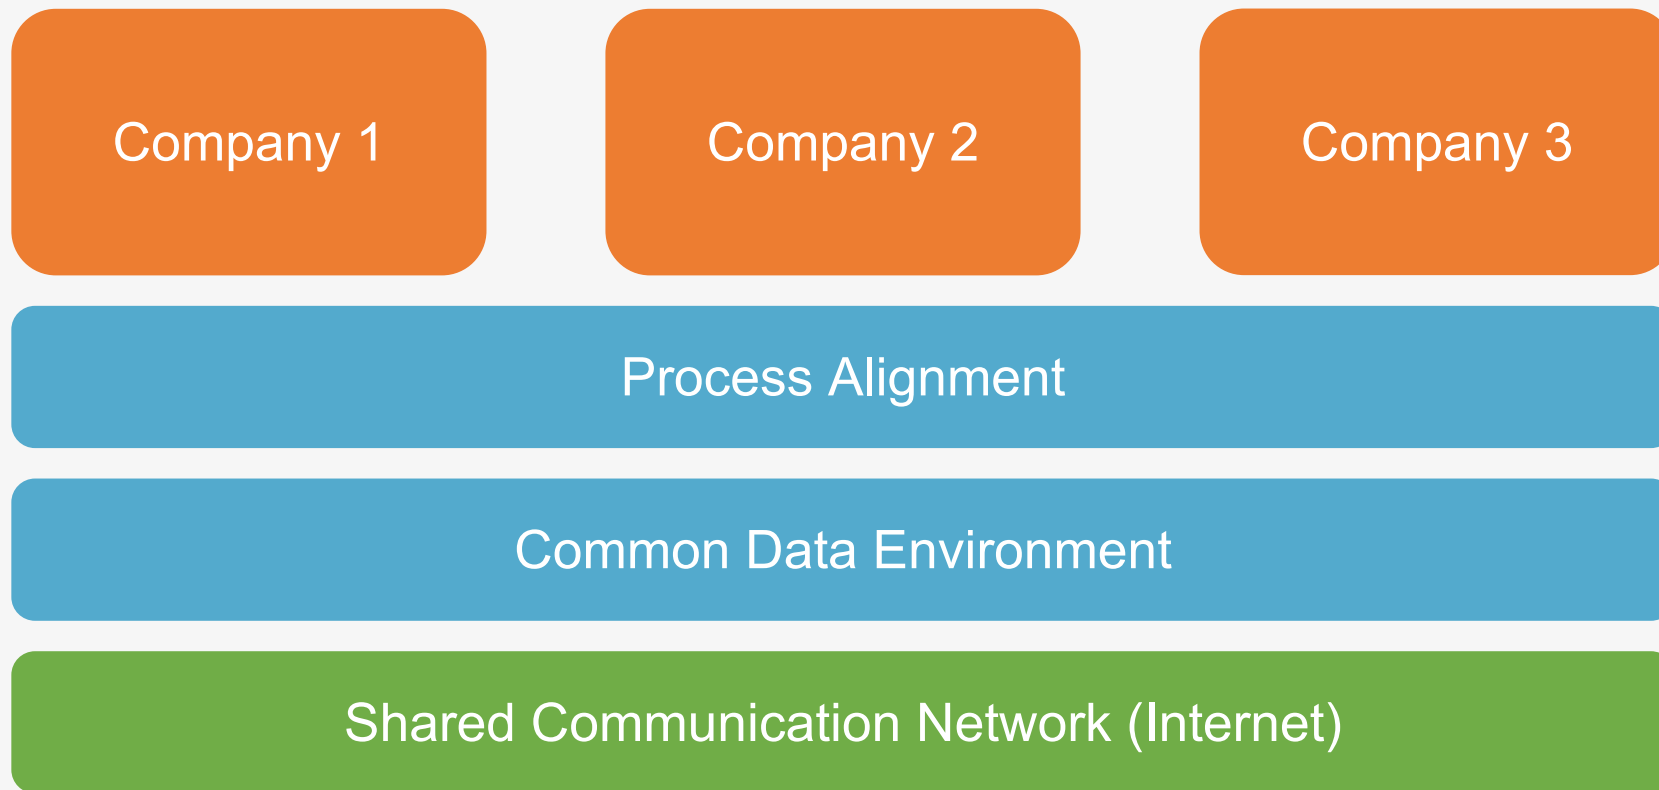 Company 1
Company 2
Company 3
Process Alignment
Common Data Environment
Shared Communication Network (Internet)